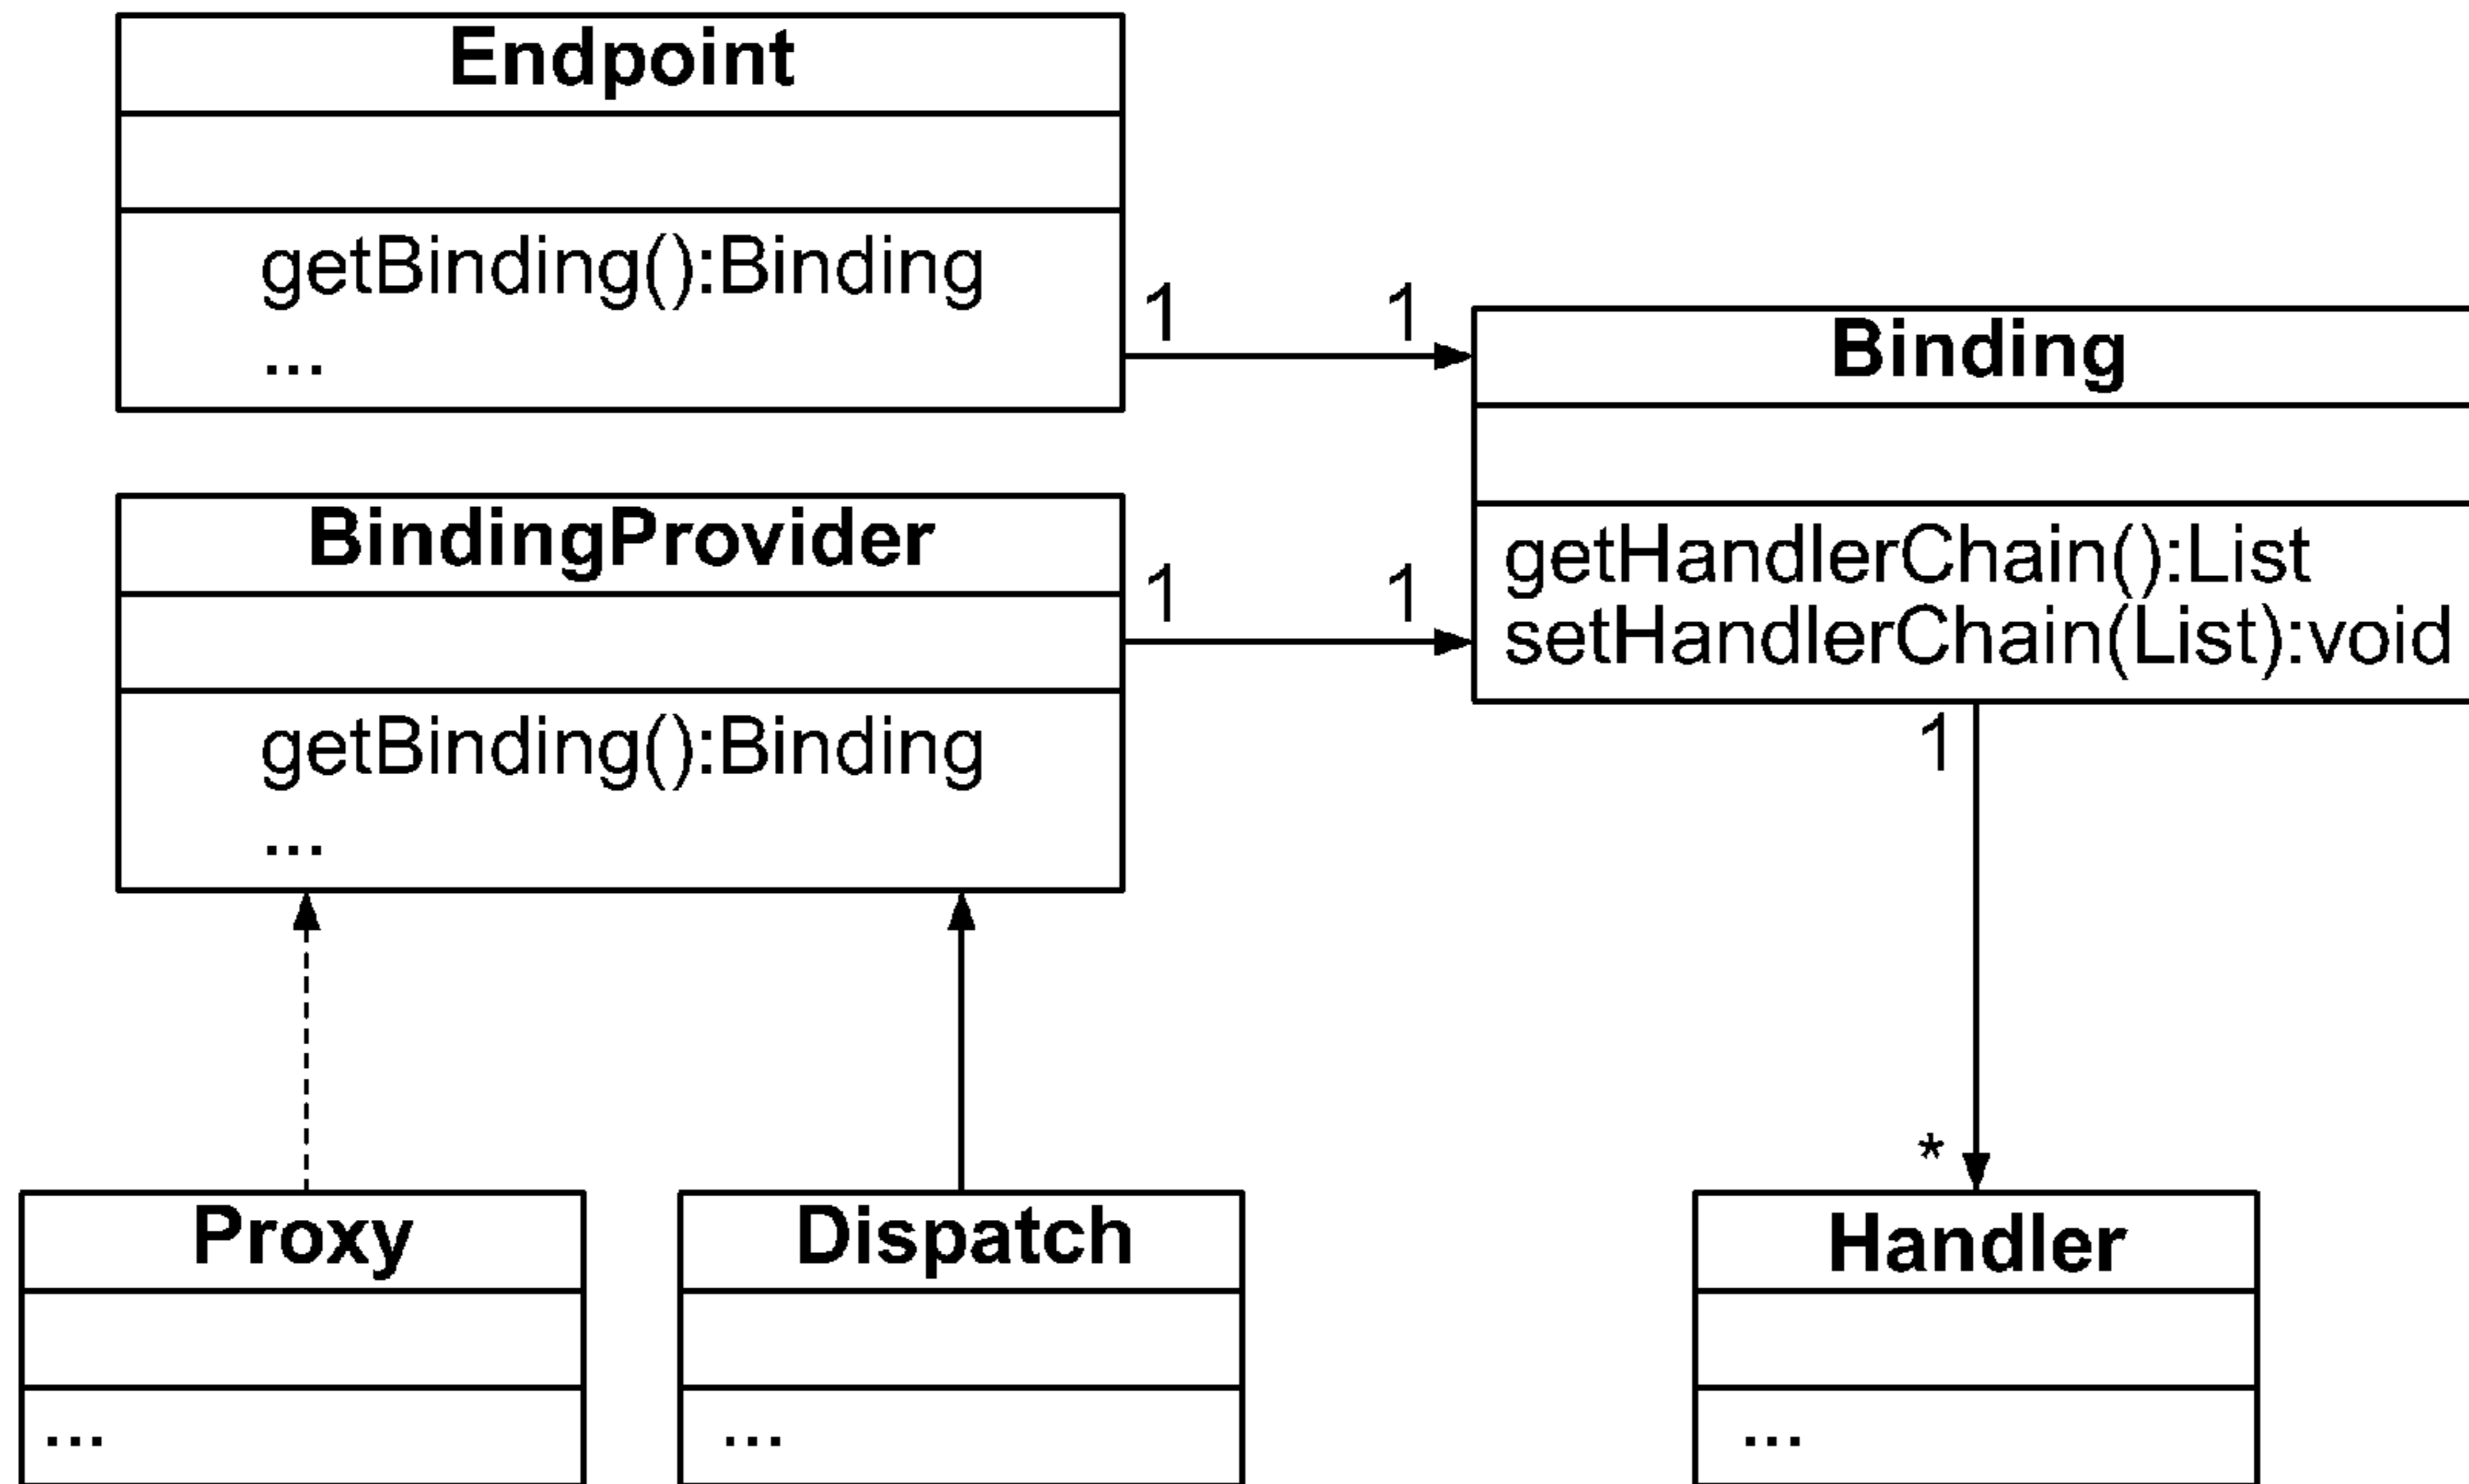 Endpoint
getBinding():Binding
...
1 1
Binding
getHandlerChain():List
setHandlerChain(List):void
BindingProvider
getBinding():Binding
...
1 1
1
*
Proxy
...
Dispatch
...
Handler
...